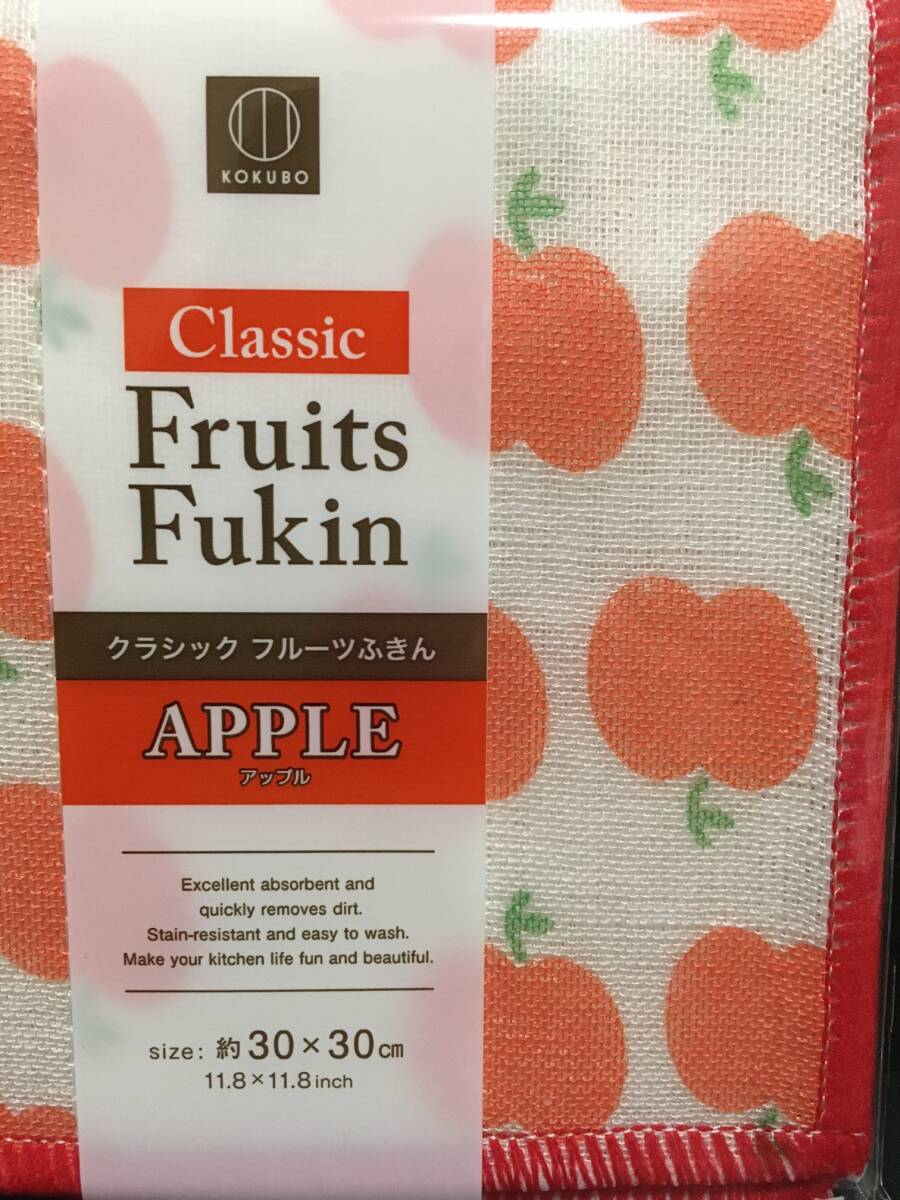 KOKUBO
Classic
Fruits
Fukin
クラシック フルーツふきん
APPLE
アップル
Excellent absorbent and
quickly removes dirt.
Stain-resistant and easy to wash.
Make your kitchen life fun and beautiful.
size: 約30×30㎝
11.8×11.8inch